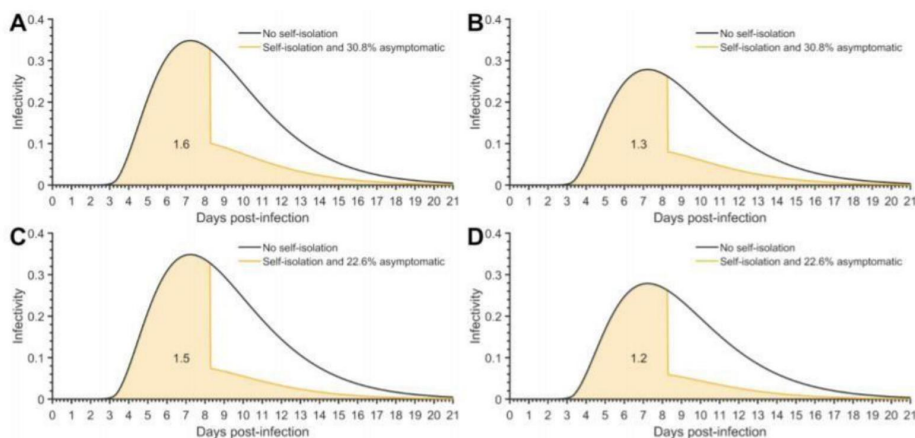 A
0.4
No self-isolation
Self-isolation and 30.8% asymptomatic
0.3
0.2
0.1
0
Infectivity
1.6
0 1 2 3 4 5 6 7 8 9 10 11 12 13 14 15 16 17 18 19 20 21
Days post-infection
B
0.4
No self-isolation
Self-isolation and 30.8% asymptomatic
0.3
0.2
0.1
0
Infectivity
1.3
0 1 2 3 4 5 6 7 8 9 10 11 12 13 14 15 16 17 18 19 20 21
Days post-infection
C
0.4
No self-isolation
Self-isolation and 22.6% asymptomatic
0.3
0.2
0.1
0
Infectivity
1.5
0 1 2 3 4 5 6 7 8 9 10 11 12 13 14 15 16 17 18 19 20 21
Days post-infection
D
0.4
No self-isolation
Self-isolation and 22.6% asymptomatic
0.3
0.2
0.1
0
Infectivity
1.2
0 1 2 3 4 5 6 7 8 9 10 11 12 13 14 15 16 17 18 19 20 21
Days post-infection